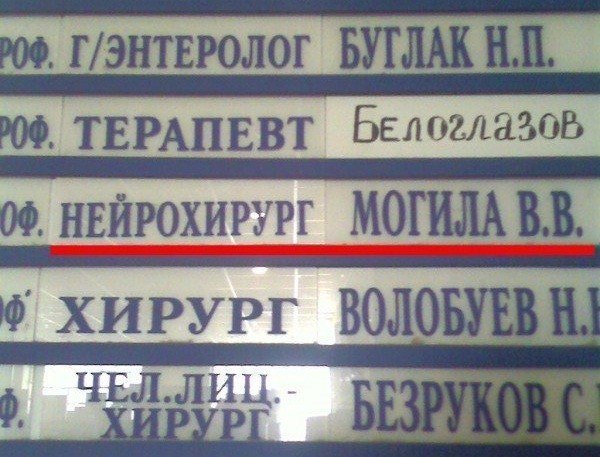 РОФ. Г/ЭНТЕРОЛОГ БУГЛАК Н.П.
РОФ. ТЕРАПЕВТ Белоглазов
ОФ. НЕЙРОХИРУРГ МОГИЛА В.В.
ОФ. ХИРУРГ ВОЛОБУЕВ Н.Н
Ф. ЧЕЛ.ЛИЦ.-
ХИРУРГ БЕЗРУКОВ С.